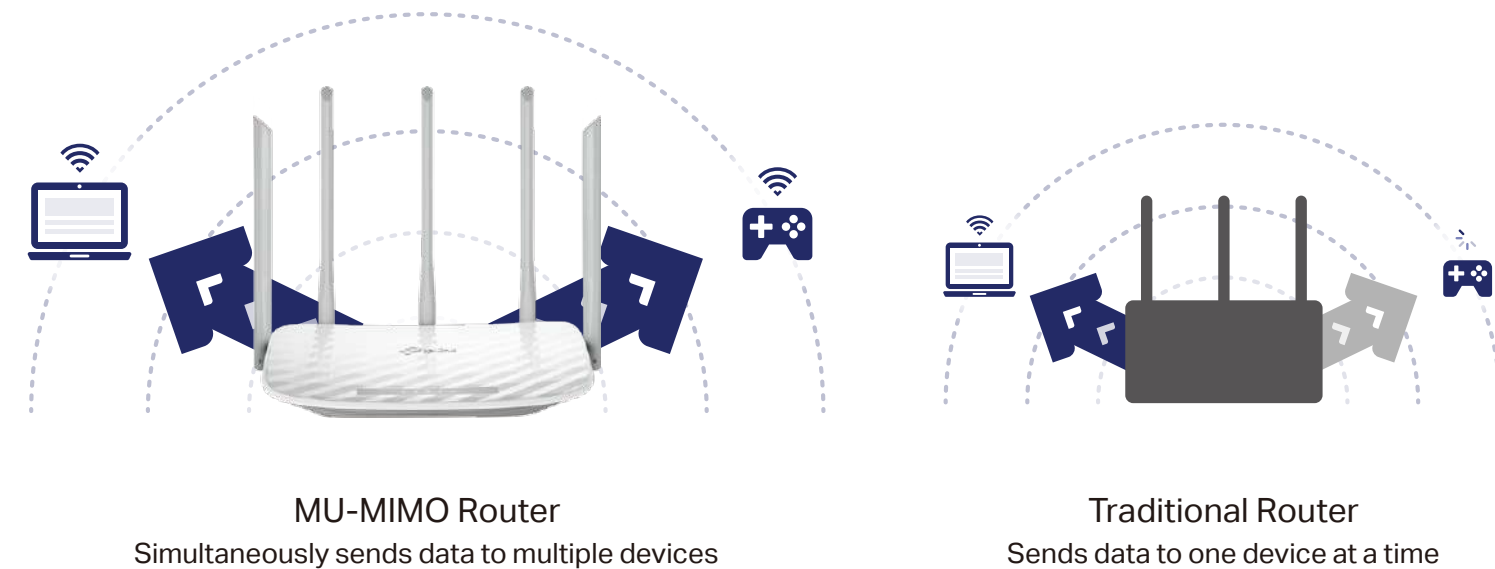 MU-MIMO Router
Simultaneously sends data to multiple devices
Traditional Router
Sends data to one device at a time